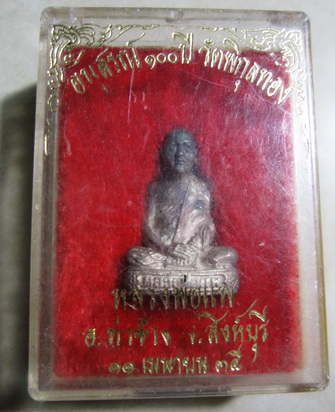 อนุสรณ์ ๑๐๐ ปี วัดพิกุลทอง
หลวงพ่อแพ
อ.ท่าช้าง จ.สิงห์บุรี
๑๑ เมษายน ๓๕